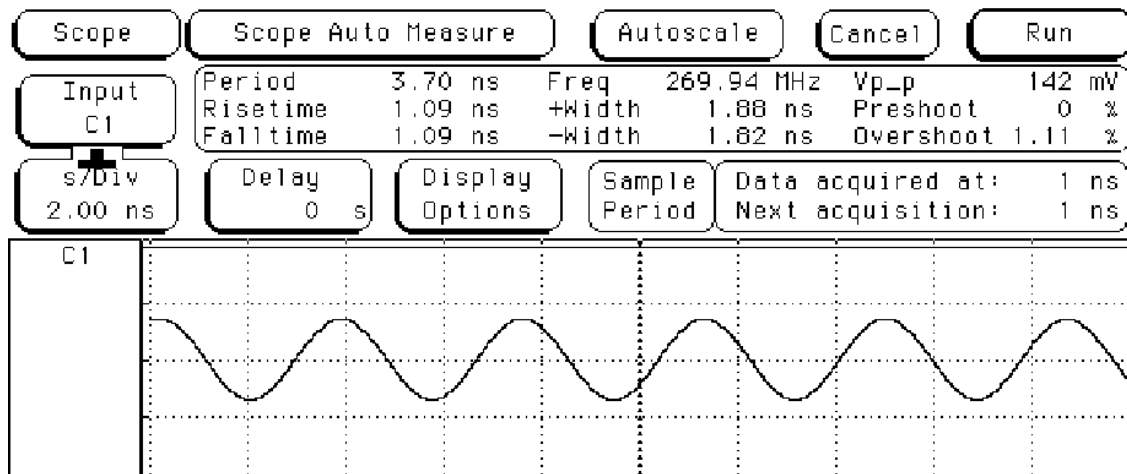 Scope Scope Auto Measure Autoscale Cancel Run
Input
C1
Period 3.70 ns Freq 269.94 MHz Vp_p 142 mV
Risetime 1.09 ns +Width 1.88 ns Preshoot 0 %
Falltime 1.09 ns -Width 1.82 ns Overshoot 1.11 %
s/Div
2.00 ns
Delay
0 s
Display
Options
Sample
Period
Data acquired at: 1 ns
Next acquisition: 1 ns
C1